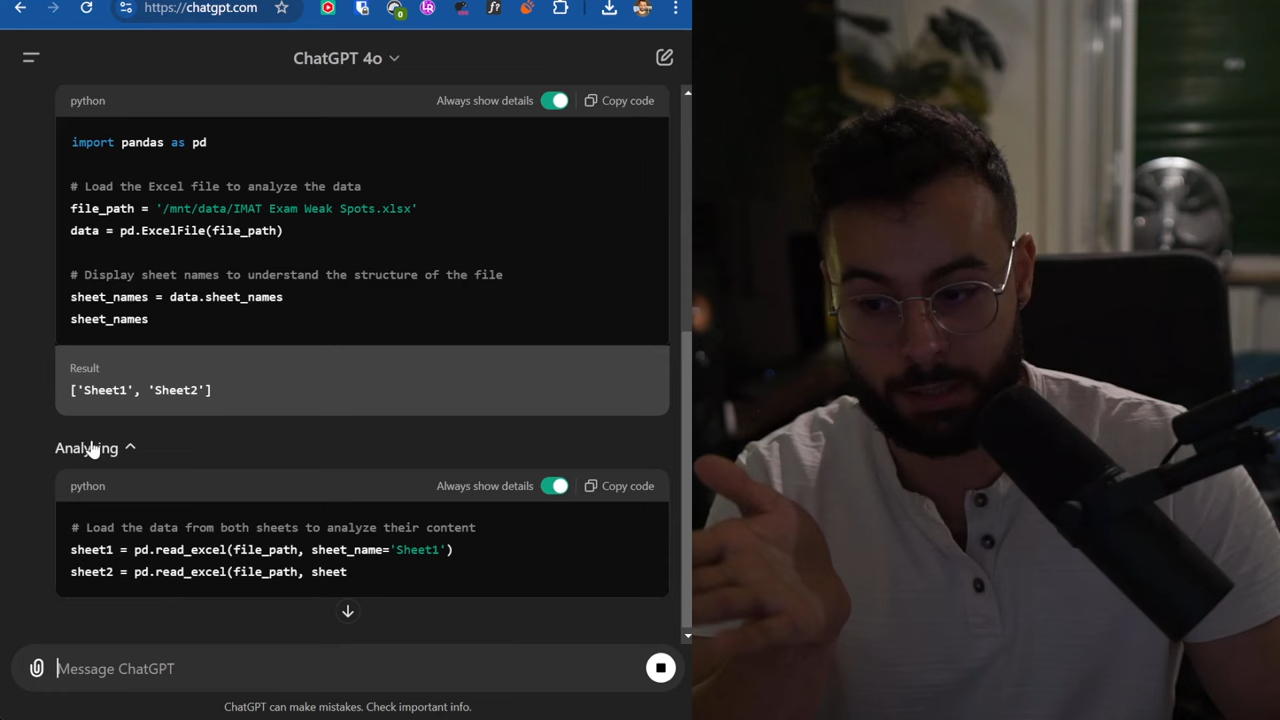 https://chatgpt.com
0
LR
f?
ChatGPT 4o
python
Always show details
Copy code
import pandas as pd
# Load the Excel file to analyze the data
file_path = '/mnt/data/IMAT Exam Weak Spots.xlsx'
data = pd.ExcelFile(file_path)
# Display sheet names to understand the structure of the file
sheet_names = data.sheet_names
sheet_names
Result
['Sheet1', 'Sheet2']
Analyzing
python
Always show details
Copy code
# Load the data from both sheets to analyze their content
sheet1 = pd.read_excel(file_path, sheet_name='Sheet1')
sheet2 = pd.read_excel(file_path, sheet
Message ChatGPT
ChatGPT can make mistakes. Check important info.